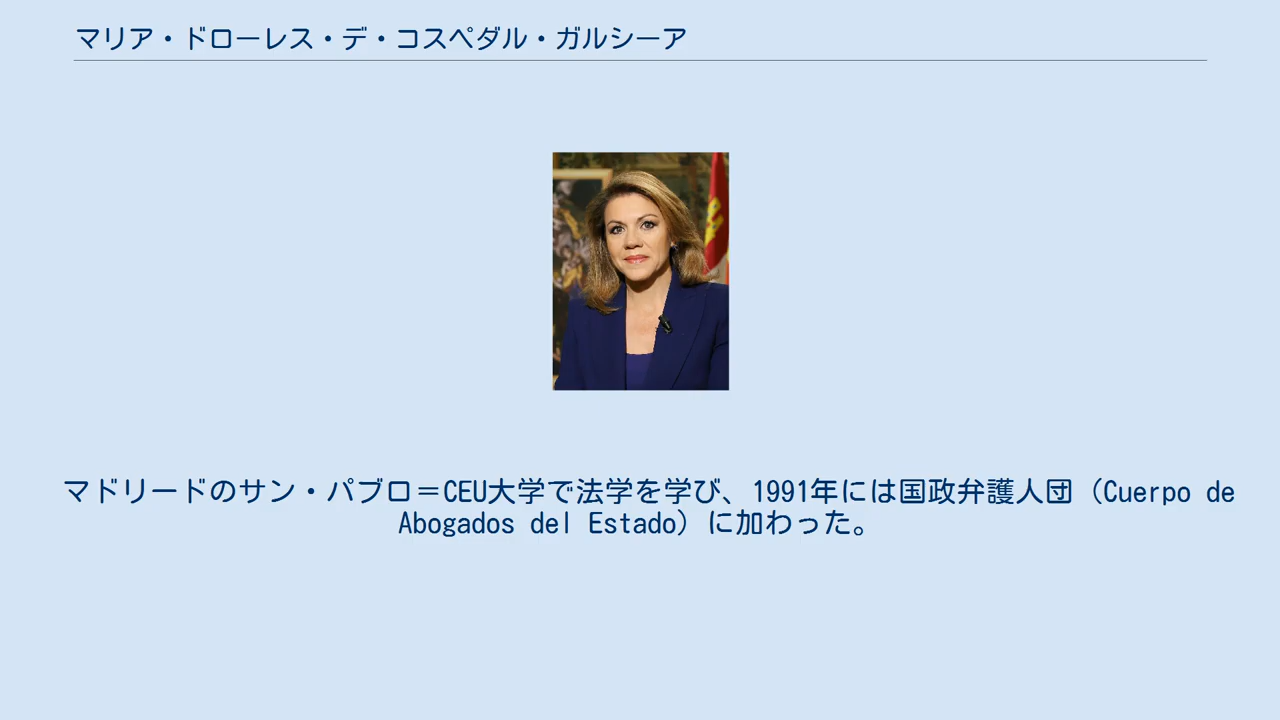 マリア・ドローレス・デ・コスペダル・ガルシーア
マドリードのサン・パブロ＝CEU大学で法学を学び、1991年には国政弁護人団（Cuerpo de
Abogados del Estado）に加わった。